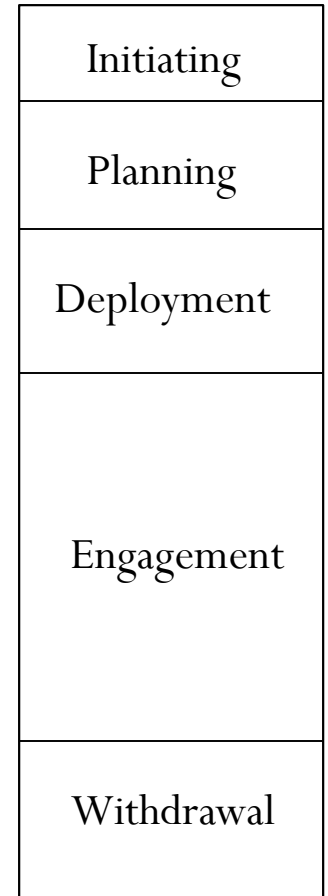 Initiating
Planning
Deployment
Engagement
Withdrawal